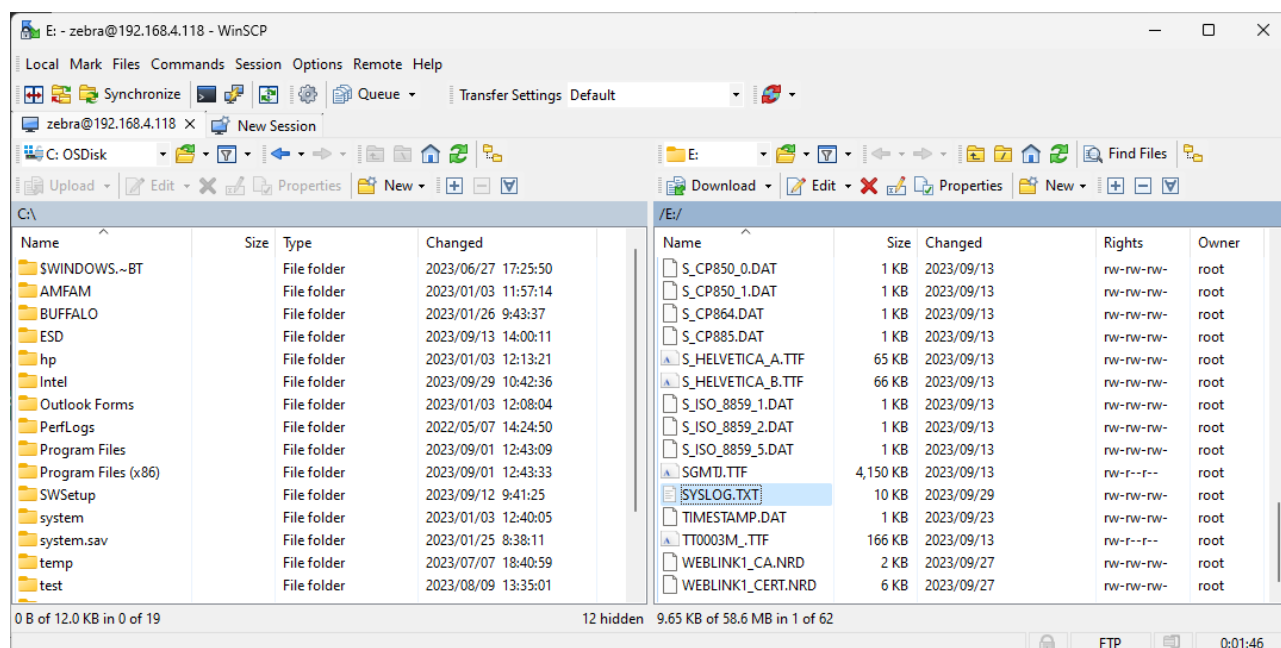 E: - zebra@192.168.4.118 - WinSCP
Local Mark Files Commands Session Options Remote Help
Synchronize Queue Transfer Settings Default
zebra@192.168.4.118 × New Session
C: OSDisk E: Find Files
Upload Edit Properties New Download Edit Properties New
C:\ /E:/
Name Size Type Changed Name Size Changed Rights Owner
$WINDOWS.~BT File folder 2023/06/27 17:25:50 S_CP850_0.DAT 1 KB 2023/09/13 rw-rw-rw- root
AMFAM File folder 2023/01/03 11:57:14 S_CP850_1.DAT 1 KB 2023/09/13 rw-rw-rw- root
BUFFALO File folder 2023/01/26 9:43:37 S_CP864.DAT 1 KB 2023/09/13 rw-rw-rw- root
ESD File folder 2023/09/13 14:00:11 S_CP885.DAT 1 KB 2023/09/13 rw-rw-rw- root
hp File folder 2023/01/03 12:13:21 S_HELVETICA_A.TTF 65 KB 2023/09/13 rw-rw-rw- root
Intel File folder 2023/09/29 10:42:36 S_HELVETICA_B.TTF 66 KB 2023/09/13 rw-rw-rw- root
Outlook Forms File folder 2023/01/03 12:08:04 S_ISO_8859_1.DAT 1 KB 2023/09/13 rw-rw-rw- root
PerfLogs File folder 2022/05/07 14:24:50 S_ISO_8859_2.DAT 1 KB 2023/09/13 rw-rw-rw- root
Program Files File folder 2023/09/01 12:43:09 S_ISO_8859_5.DAT 1 KB 2023/09/13 rw-rw-rw- root
Program Files (x86) File folder 2023/09/01 12:43:33 SGMTJ.TTF 4,150 KB 2023/09/13 rw-r--r-- root
SWSetup File folder 2023/09/12 9:41:25 SYSLOG.TXT 10 KB 2023/09/29 rw-rw-rw- root
system File folder 2023/01/03 12:40:05 TIMESTAMP.DAT 1 KB 2023/09/23 rw-rw-rw- root
system.sav File folder 2023/01/25 8:38:11 TT0003M_.TTF 166 KB 2023/09/13 rw-r--r-- root
temp File folder 2023/07/07 18:40:59 WEBLINK1_CA.NRD 2 KB 2023/09/27 rw-rw-rw- root
test File folder 2023/08/09 13:35:01 WEBLINK1_CERT.NRD 6 KB 2023/09/27 rw-rw-rw- root
0 B of 12.0 KB in 0 of 19 12 hidden 9.65 KB of 58.6 MB in 1 of 62
FTP 0:01:46